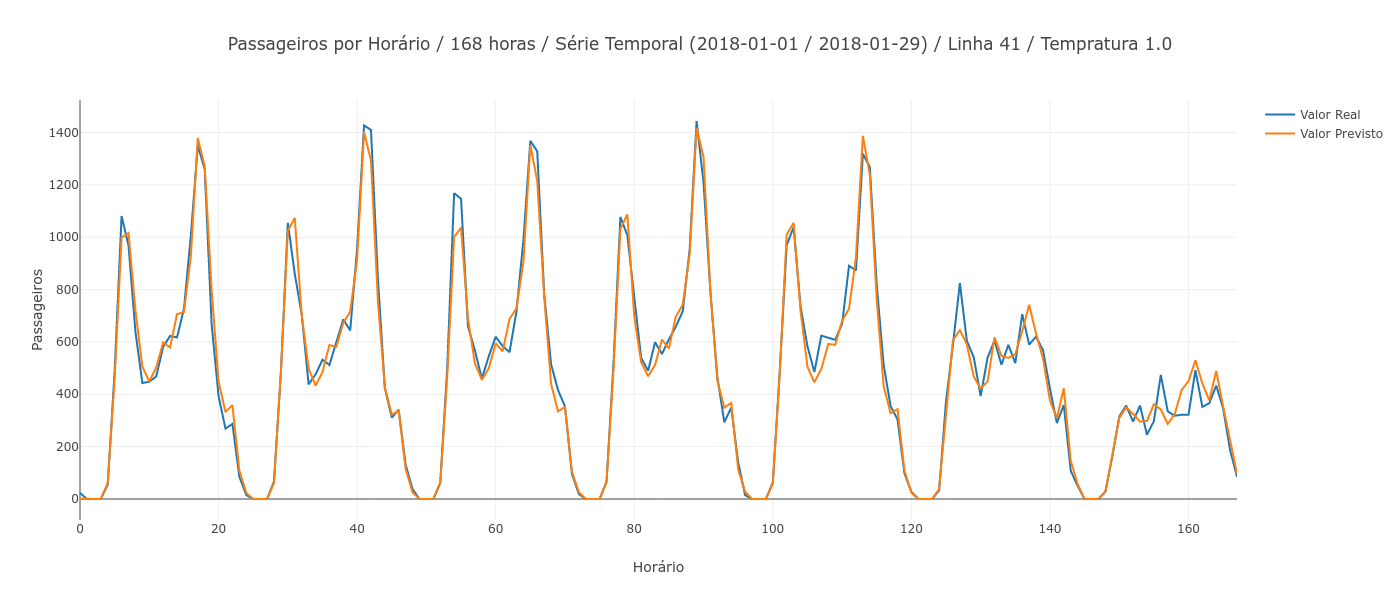 Passageiros por Horário / 168 horas / Série Temporal (2018-01-01 / 2018-01-29) / Linha 41 / Tempratura 1.0
Valor Real
Valor Previsto
Passageiros
1400
1200
1000
800
600
400
200
0
0 20 40 60 80 100 120 140 160
Horário